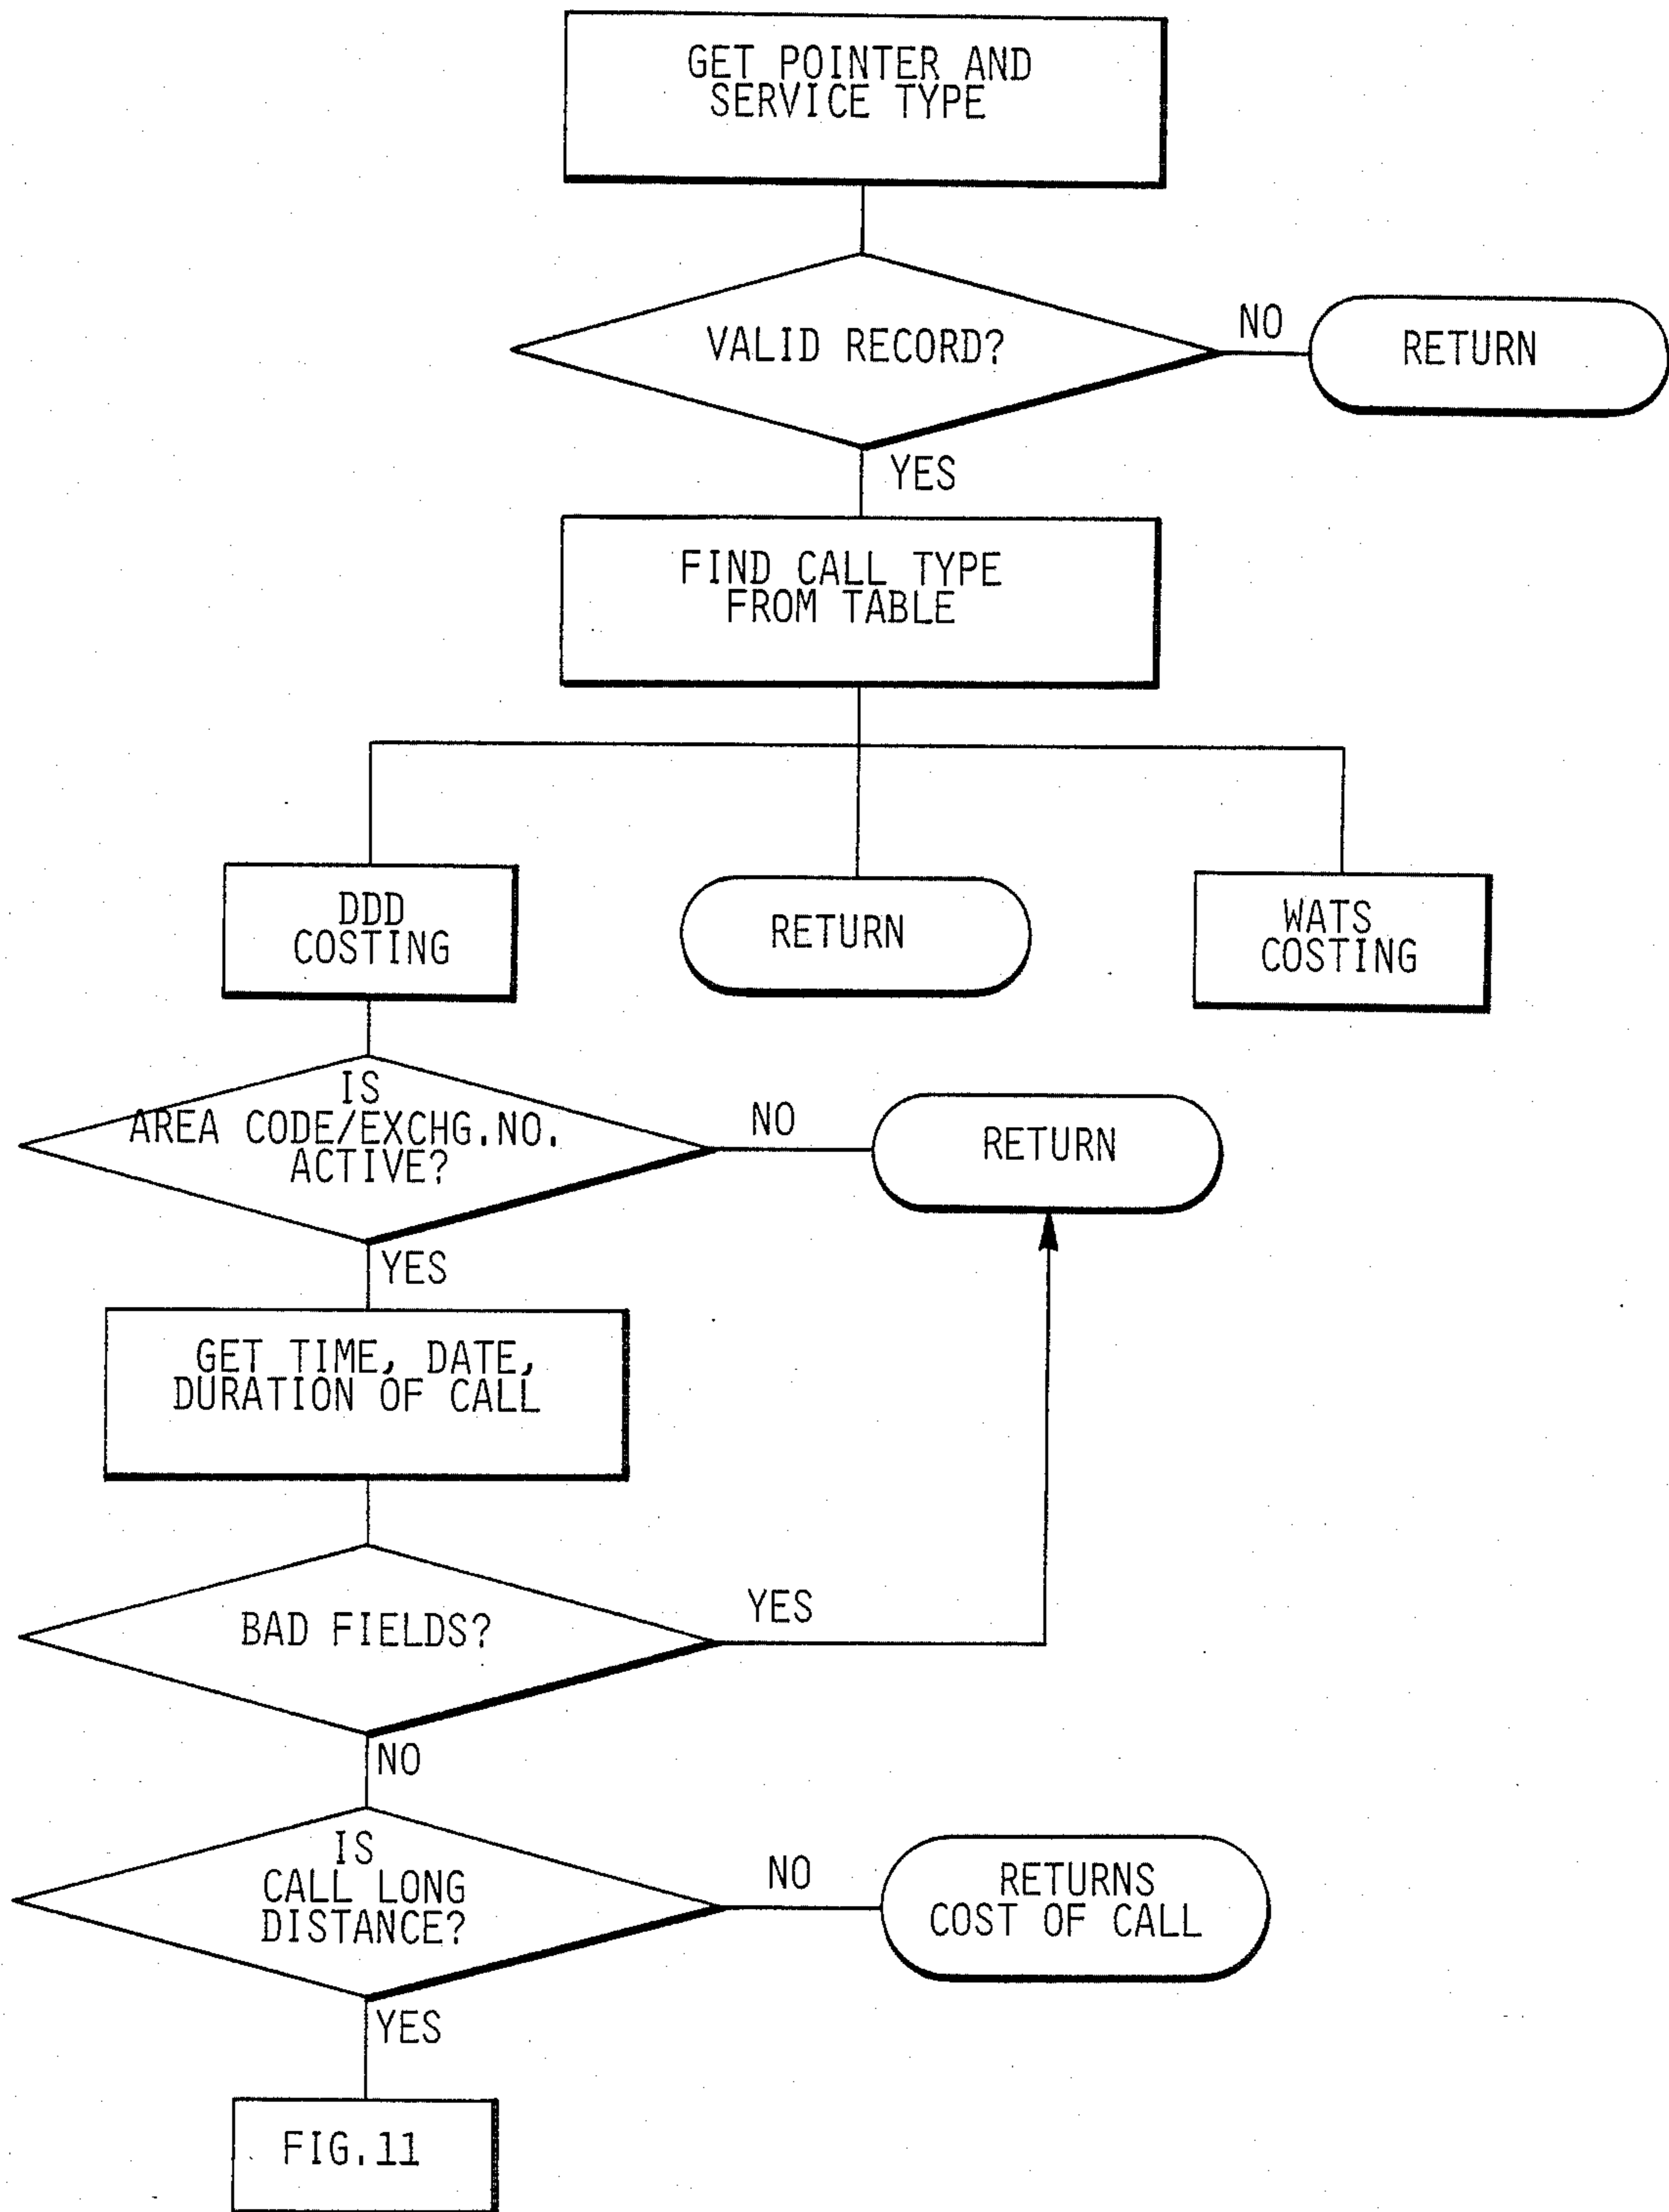 GET POINTER AND
SERVICE TYPE
VALID RECORD?
NO
RETURN
YES
FIND CALL TYPE
FROM TABLE
DDD
COSTING
RETURN
WATS
COSTING
IS
AREA CODE/EXCHG.NO.
ACTIVE?
NO
RETURN
YES
GET TIME, DATE,
DURATION OF CALL
BAD FIELDS?
YES
NO
IS
CALL LONG
DISTANCE?
NO
RETURNS
COST OF CALL
YES
FIG.11